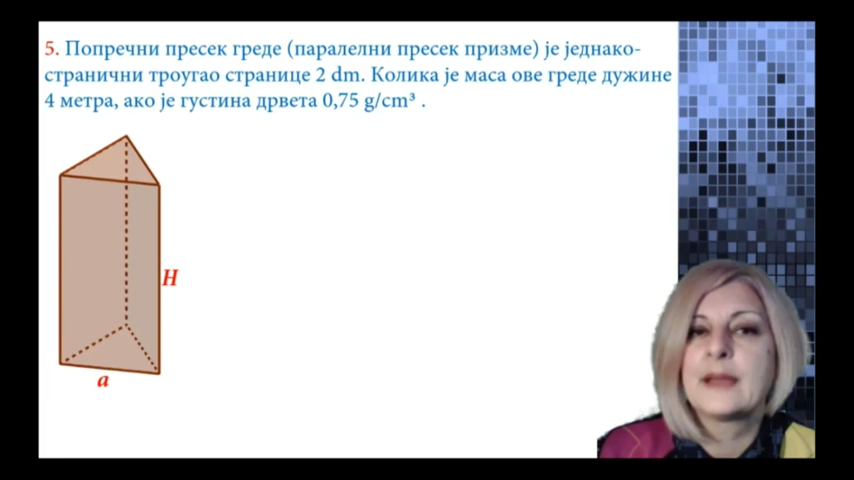 5. Попречни пресек греде (паралелни пресек призме) је једнако-
странични троугао странице 2 dm. Колика је маса ове греде дужине
4 метра, ако је густина дрвета 0,75 g/cm³ .
H
a